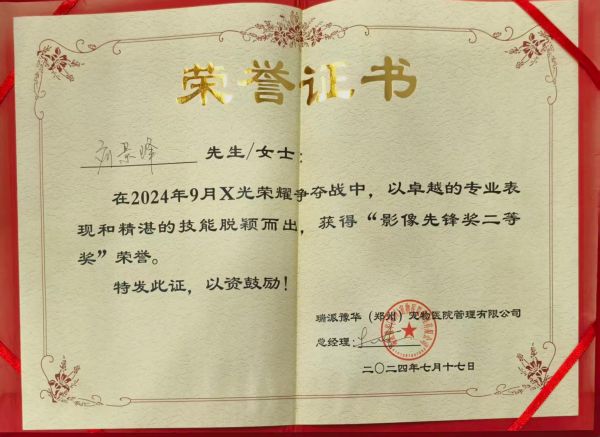 荣誉证书
刘景峰 先生/女士:
在2024年9月X光荣耀争夺战中,以卓越的专业表
现和精湛的技能脱颖而出,获得“影像先锋奖二等
奖”荣誉。
特发此证,以资鼓励!
瑞派豫华(郑州)宠物医院管理有限公司
总经理:
二〇二四年七月十七日